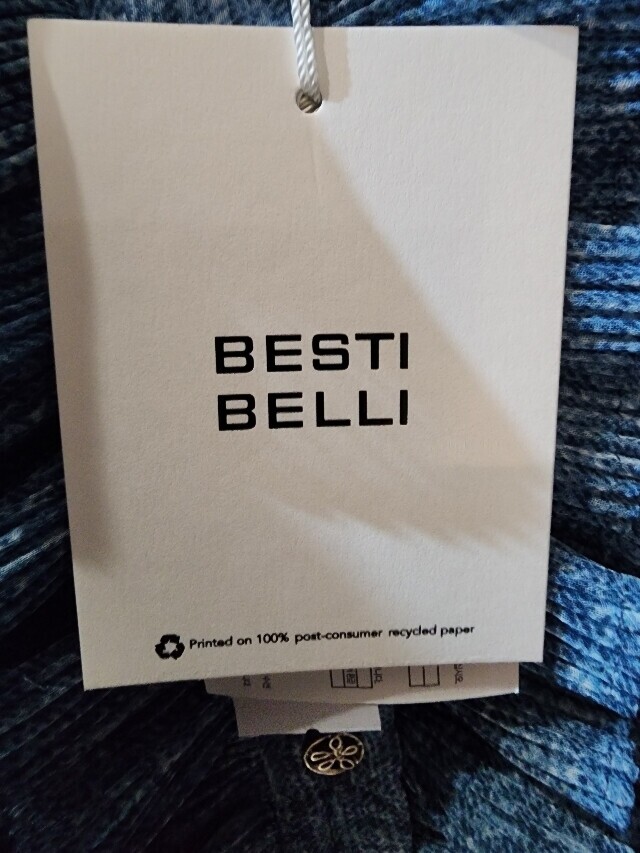 BESTI
BELLI
Printed on 100% post-consumer recycled paper